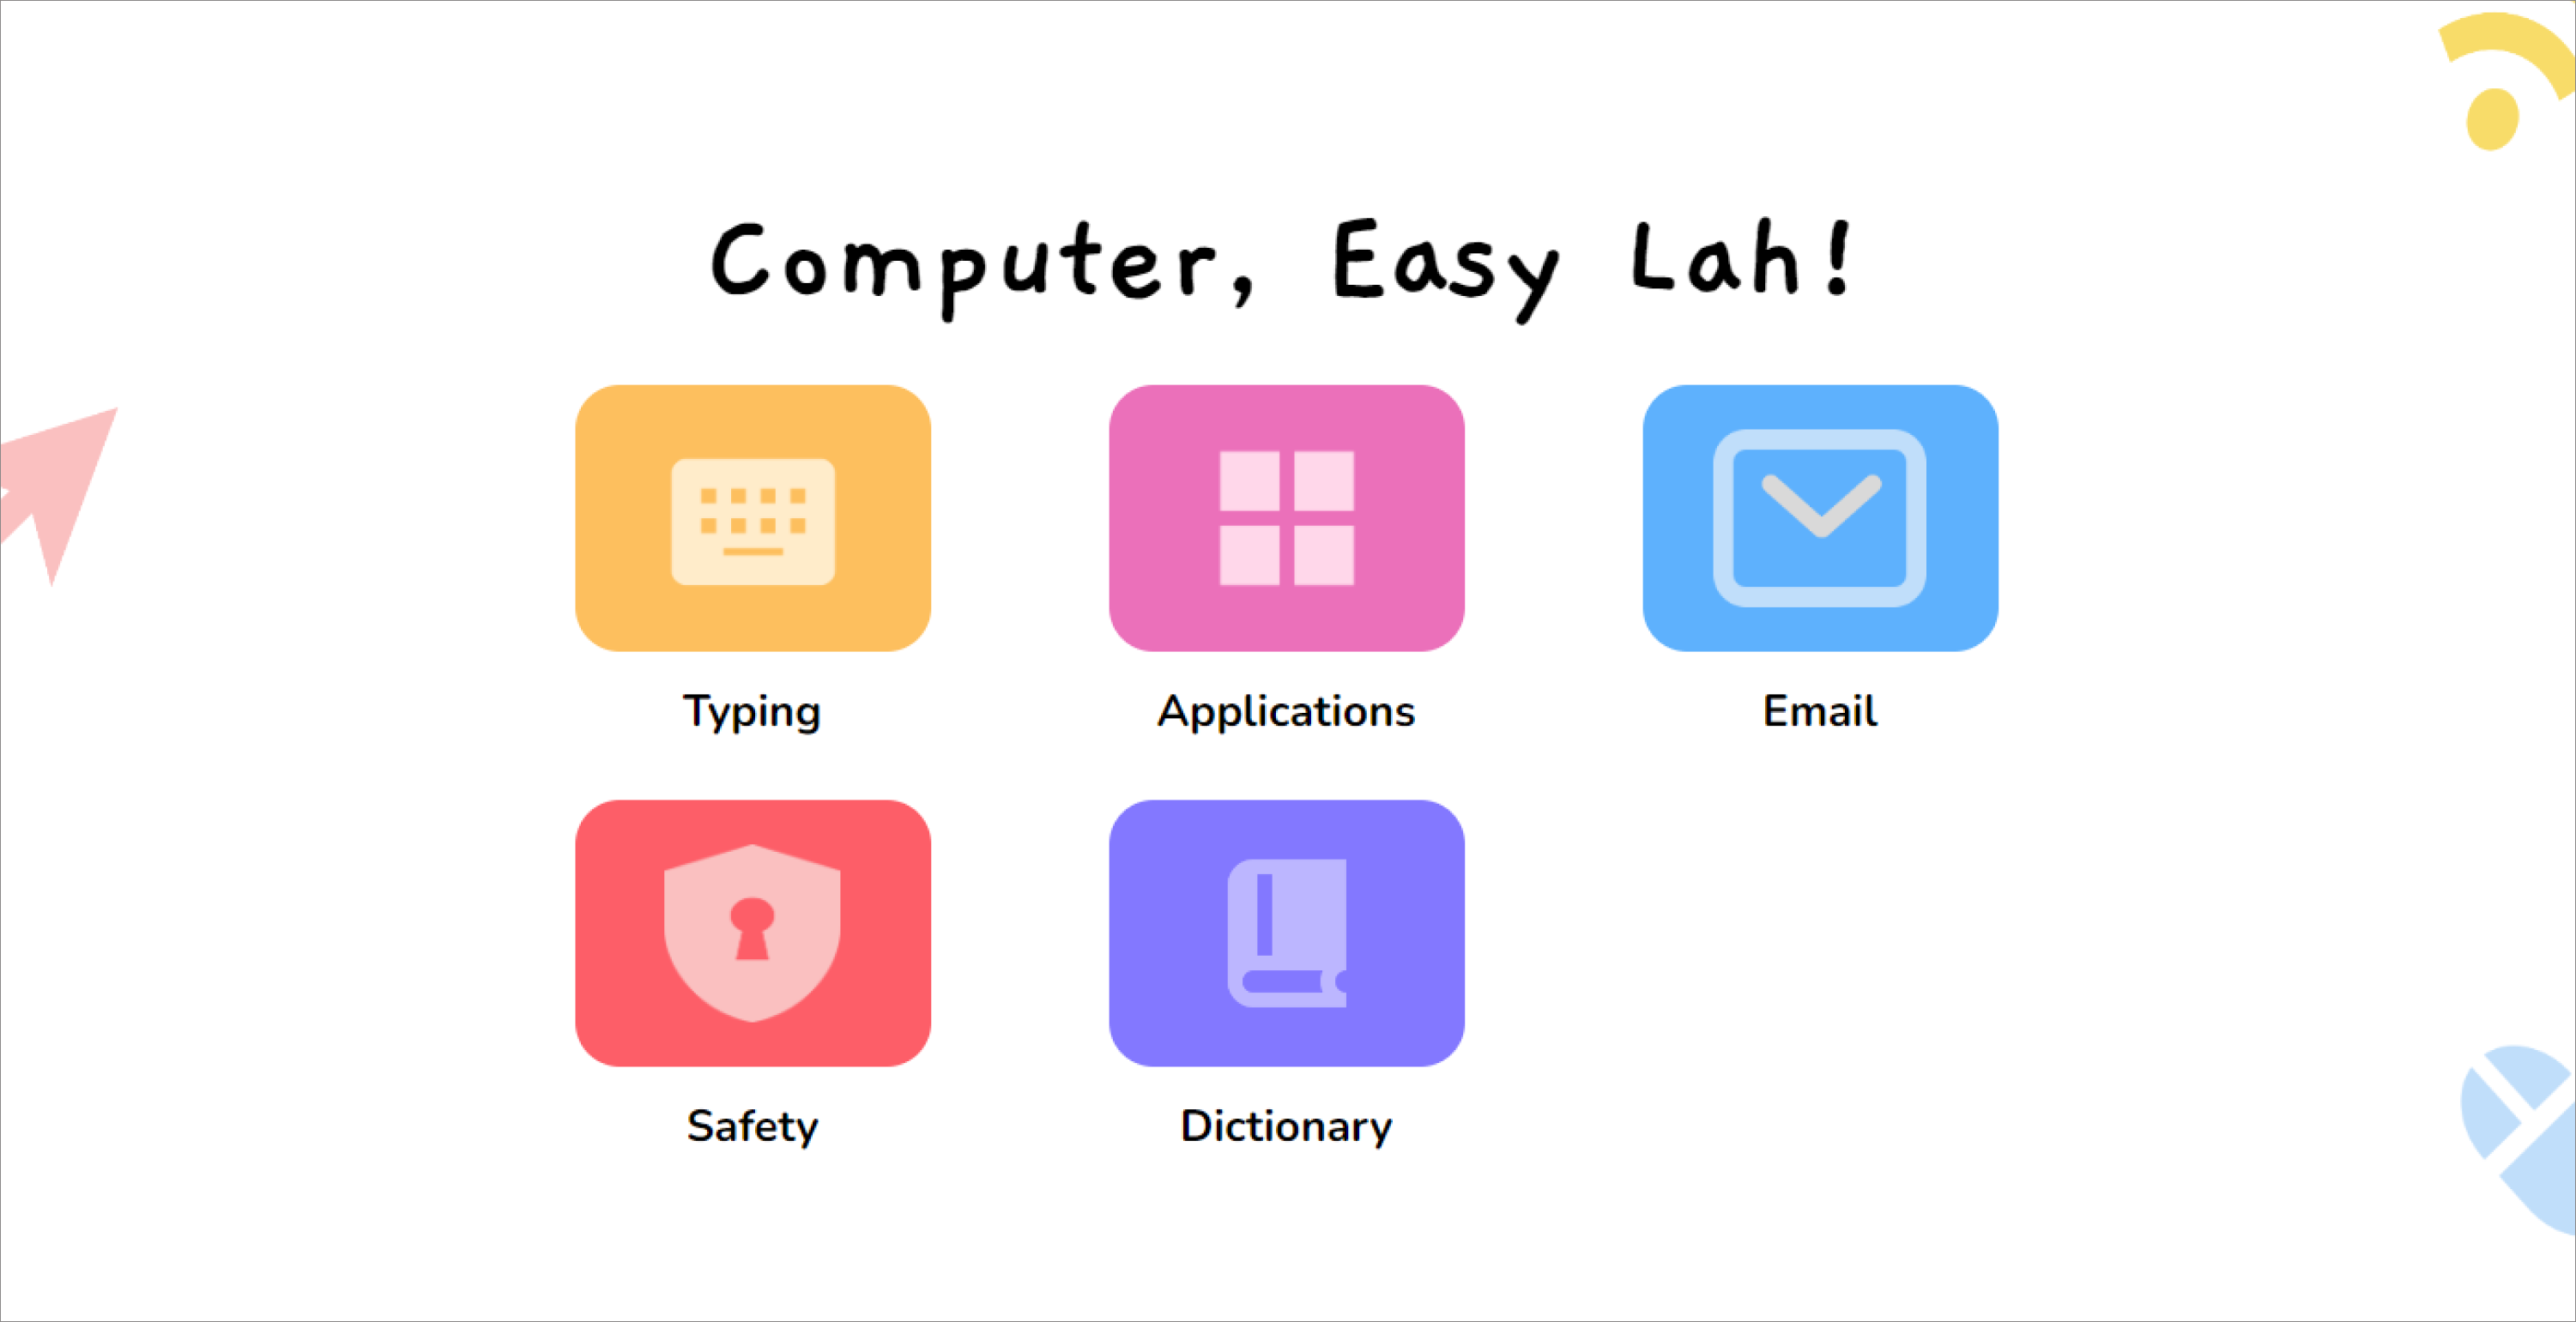 Computer, Easy Lah!
Typing
Applications
Email
Safety
Dictionary